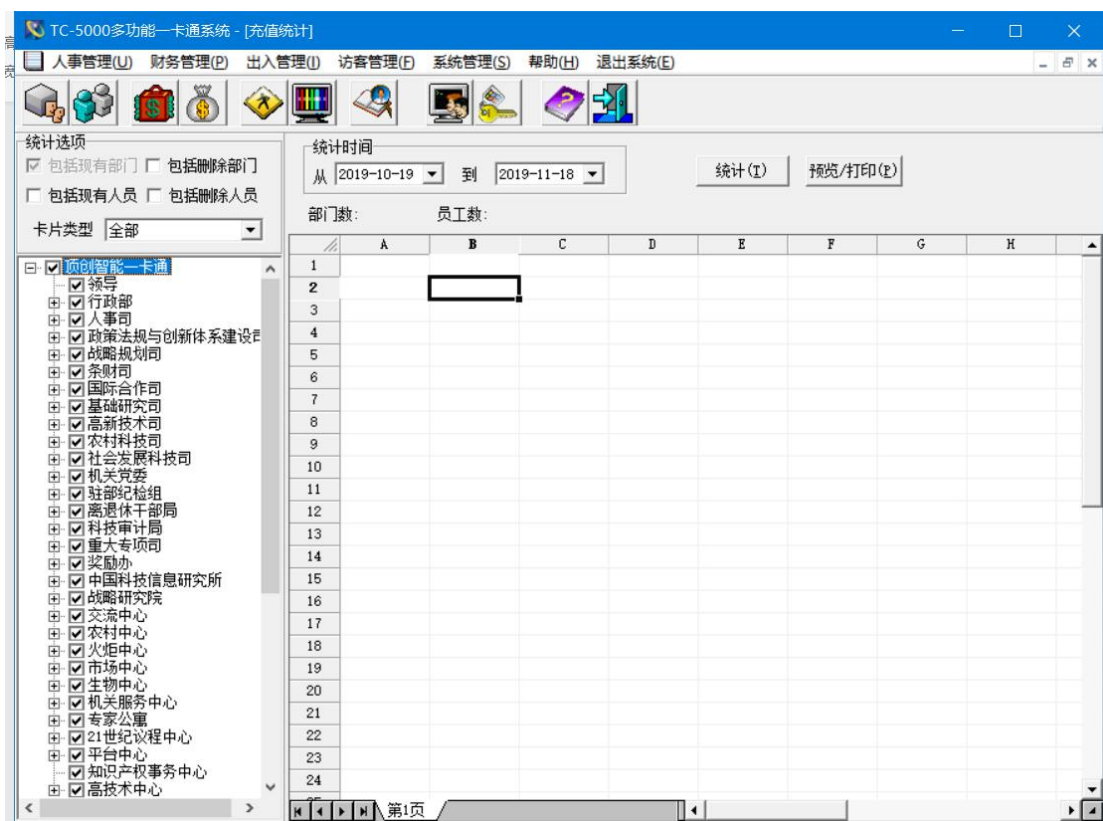 TC-5000多功能一卡通系统 - [充值统计]
人事管理(U) 财务管理(P) 出入管理(I) 访客管理(F) 系统管理(S) 帮助(H) 退出系统(E)
统计选项
包括现有部门 包括删除部门
包括现有人员 包括删除人员
卡片类型 全部
统计时间
从 2019-10-19 到 2019-11-18
统计(T) 预览/打印(P)
部门数: 员工数:
顶创智能一卡通
领导
行政部
人事司
政策法规与创新体系建设司
战略规划司
条财司
国际合作司
基础研究司
高新技术司
农村科技司
社会发展科技司
机关党委
驻部纪检组
离退休干部局
科技审计局
重大专项司
奖励办
中国科技信息研究所
战略研究院
交流中心
农村中心
火炬中心
市场中心
生物中心
机关服务中心
专家公寓
21世纪议程中心
平台中心
知识产权事务中心
高技术中心
A B C D E F G H
1
2
3
4
5
6
7
8
9
10
11
12
13
14
15
16
17
18
19
20
21
22
23
24
第1页